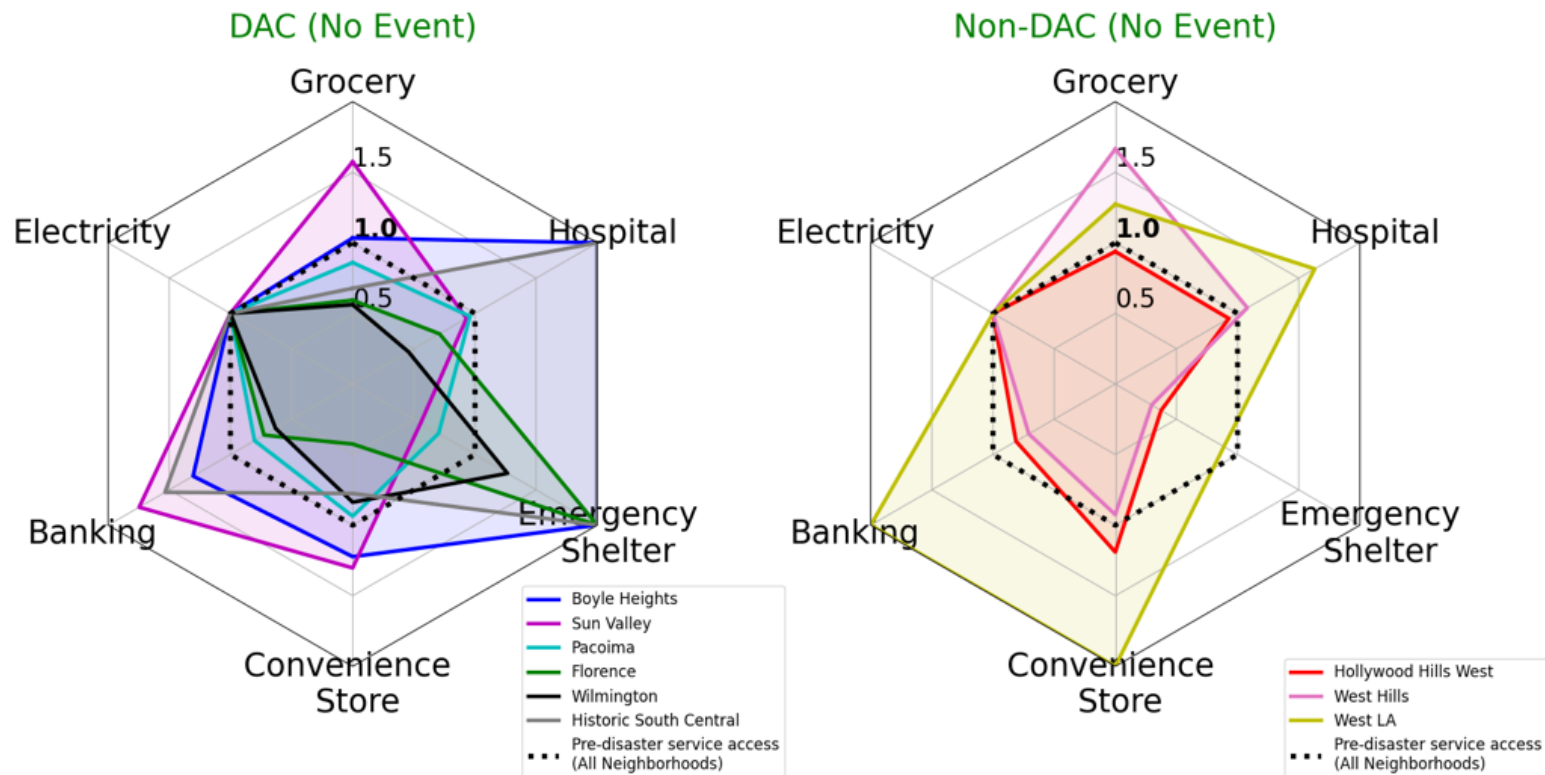 DAC (No Event)
Grocery
1.5
1.0
0.5
Electricity
Hospital
Banking
Emergency
Shelter
Convenience
Store
Boyle Heights
Sun Valley
Pacoima
Florence
Wilmington
Historic South Central
Pre-disaster service access
(All Neighborhoods)
Non-DAC (No Event)
Grocery
1.5
1.0
0.5
Electricity
Hospital
Banking
Emergency
Shelter
Convenience
Store
Hollywood Hills West
West Hills
West LA
Pre-disaster service access
(All Neighborhoods)